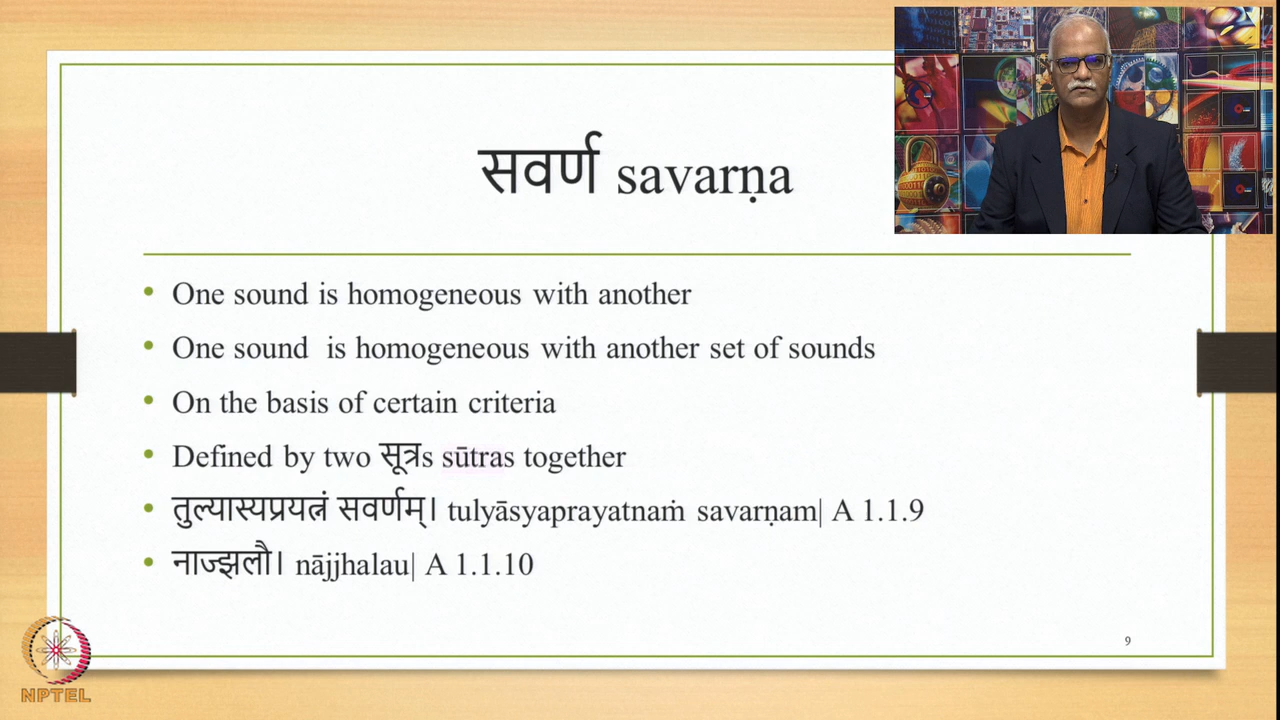 सवर्ण savarṇa
• One sound is homogeneous with another
• One sound is homogeneous with another set of sounds
• On the basis of certain criteria
• Defined by two सूत्रs sūtras together
• तुल्यास्यप्रयत्नं सवर्णम्। tulyāsyaprayatnaṁ savarṇam| A 1.1.9
• नाज्झलौ। nājjhalau| A 1.1.10
9
NPTEL